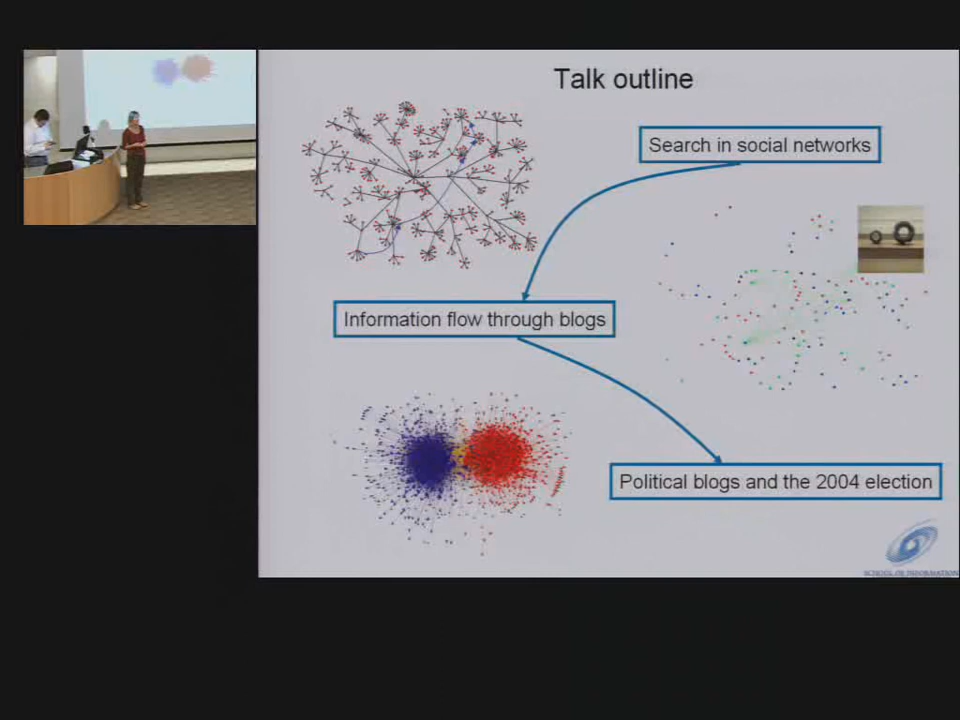 Talk outline
Search in social networks
Information flow through blogs
Political blogs and the 2004 election
SCHOOL OF INFORMATION